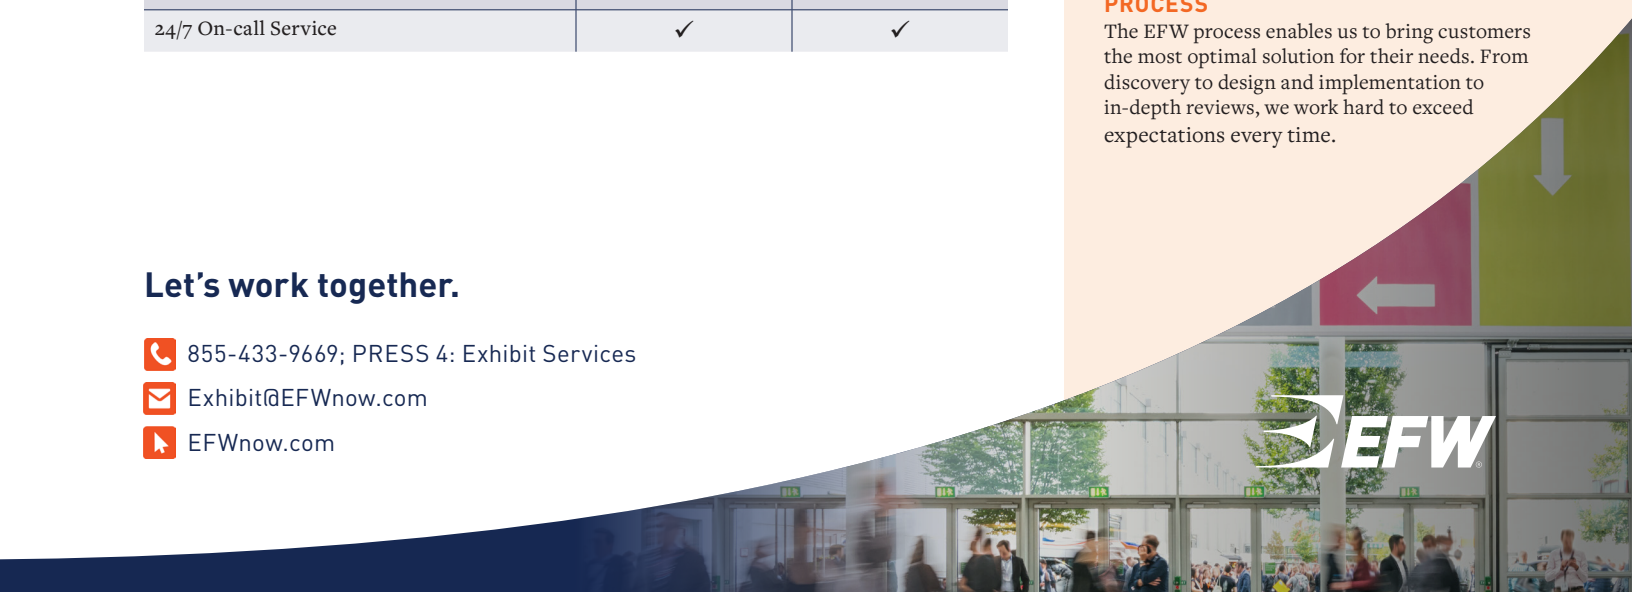 24/7 On-call Service ✓ ✓
PROCESS
The EFW process enables us to bring customers
the most optimal solution for their needs. From
discovery to design and implementation to
in-depth reviews, we work hard to exceed
expectations every time.
Let’s work together.
855-433-9669; PRESS 4: Exhibit Services
Exhibit@EFWnow.com
EFWnow.com
EFW®